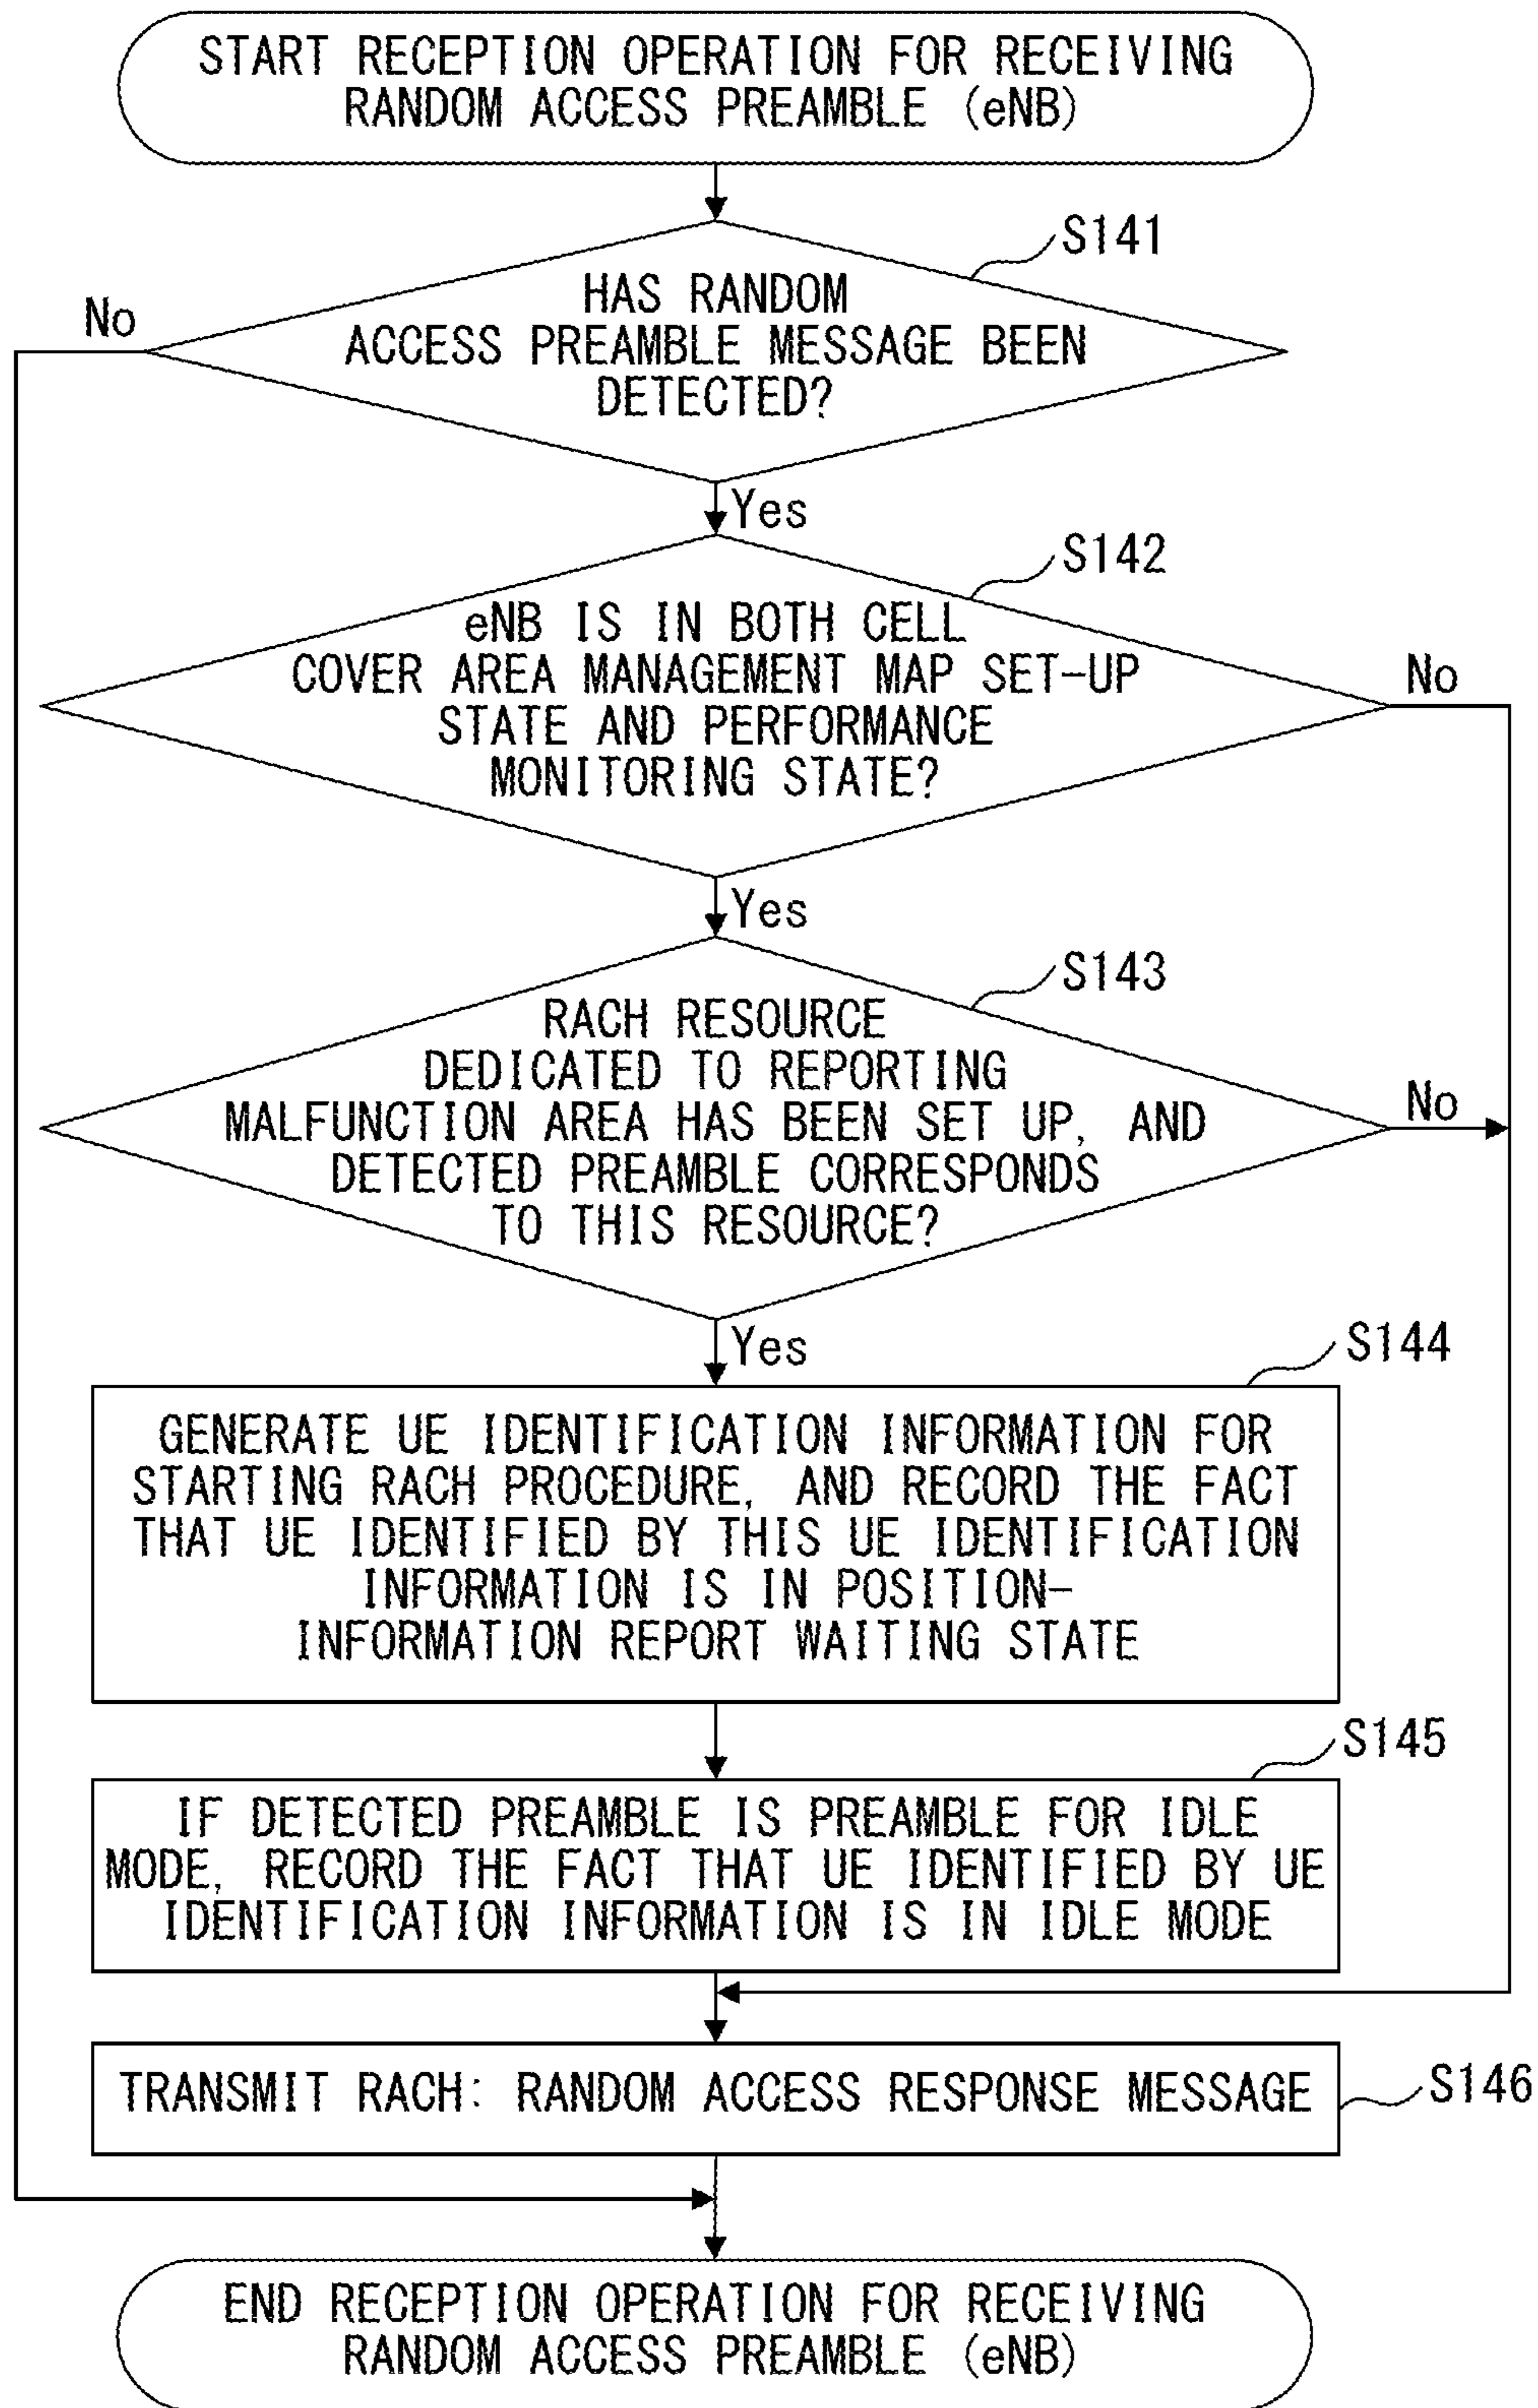 START RECEPTION OPERATION FOR RECEIVING
RANDOM ACCESS PREAMBLE (eNB)
S141
No
HAS RANDOM
ACCESS PREAMBLE MESSAGE BEEN
DETECTED?
Yes
S142
eNB IS IN BOTH CELL
COVER AREA MANAGEMENT MAP SET-UP
STATE AND PERFORMANCE
MONITORING STATE?
No
Yes
S143
RACH RESOURCE
DEDICATED TO REPORTING
MALFUNCTION AREA HAS BEEN SET UP, AND
DETECTED PREAMBLE CORRESPONDS
TO THIS RESOURCE?
No
Yes
S144
GENERATE UE IDENTIFICATION INFORMATION FOR
STARTING RACH PROCEDURE, AND RECORD THE FACT
THAT UE IDENTIFIED BY THIS UE IDENTIFICATION
INFORMATION IS IN POSITION-
INFORMATION REPORT WAITING STATE
S145
IF DETECTED PREAMBLE IS PREAMBLE FOR IDLE
MODE, RECORD THE FACT THAT UE IDENTIFIED BY UE
IDENTIFICATION INFORMATION IS IN IDLE MODE
TRANSMIT RACH: RANDOM ACCESS RESPONSE MESSAGE
S146
END RECEPTION OPERATION FOR RECEIVING
RANDOM ACCESS PREAMBLE (eNB)